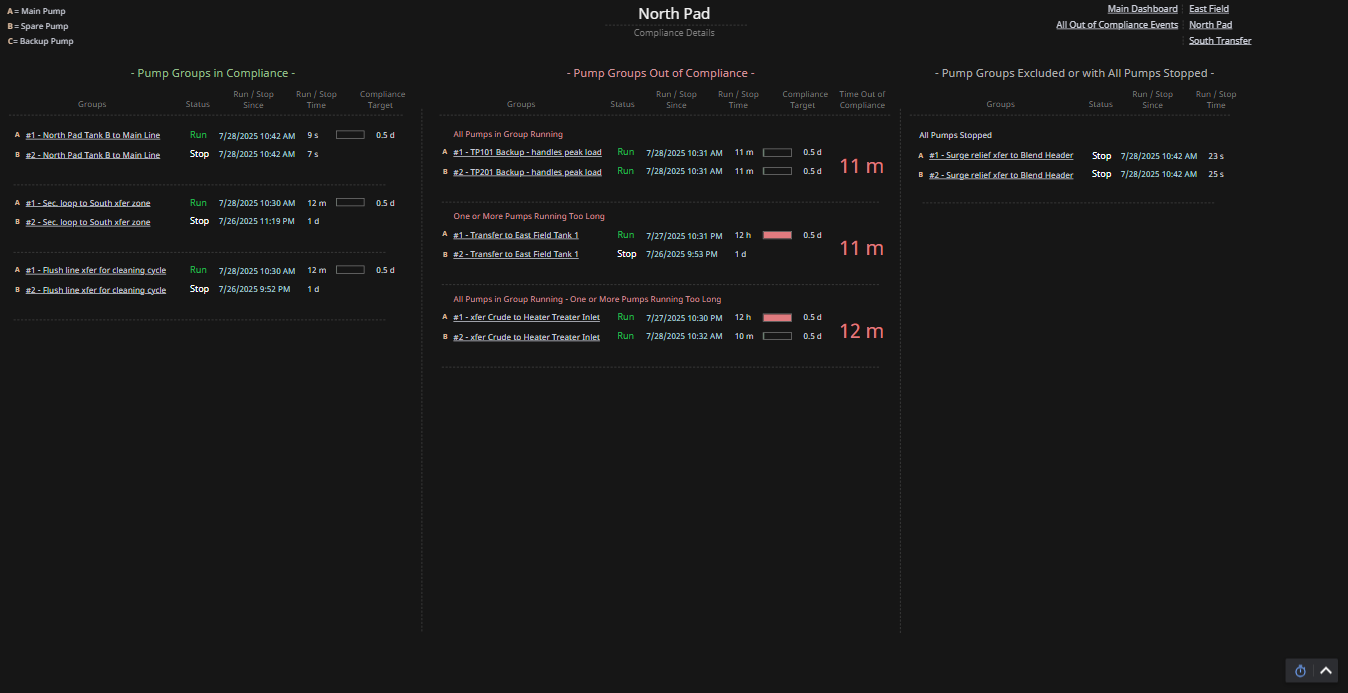 A = Main Pump
B = Spare Pump
C= Backup Pump
North Pad
Compliance Details
Main Dashboard
East Field
All Out of Compliance Events
North Pad
South Transfer
- Pump Groups in Compliance -
Groups
Status
Run / Stop
Since
Run / Stop
Time
Compliance
Target
A #1 - North Pad Tank B to Main Line Run 7/28/2025 10:42 AM 9 s 0.5 d
B #2 - North Pad Tank B to Main Line Stop 7/28/2025 10:42 AM 7 s
A #1 - Sec. loop to South xfer zone Run 7/28/2025 10:30 AM 12 m 0.5 d
B #2 - Sec. loop to South xfer zone Stop 7/26/2025 11:19 PM 1 d
A #1 - Flush line xfer for cleaning cycle Run 7/28/2025 10:30 AM 12 m 0.5 d
B #2 - Flush line xfer for cleaning cycle Stop 7/26/2025 9:52 PM 1 d
- Pump Groups Out of Compliance -
Groups
Status
Run / Stop
Since
Run / Stop
Time
Compliance
Target
Time Out of
Compliance
All Pumps in Group Running
A #1 - TP101 Backup - handles peak load Run 7/28/2025 10:31 AM 11 m 0.5 d
B #2 - TP201 Backup - handles peak load Run 7/28/2025 10:31 AM 11 m 0.5 d
11 m
One or More Pumps Running Too Long
A #1 - Transfer to East Field Tank 1 Run 7/27/2025 10:31 PM 12 h 0.5 d
B #2 - Transfer to East Field Tank 1 Stop 7/26/2025 9:53 PM 1 d
11 m
All Pumps in Group Running - One or More Pumps Running Too Long
A #1 - xfer Crude to Heater Treater Inlet Run 7/27/2025 10:30 PM 12 h 0.5 d
B #2 - xfer Crude to Heater Treater Inlet Run 7/28/2025 10:32 AM 10 m 0.5 d
12 m
- Pump Groups Excluded or with All Pumps Stopped -
Groups
Status
Run / Stop
Since
Run / Stop
Time
All Pumps Stopped
A #1 - Surge relief xfer to Blend Header Stop 7/28/2025 10:42 AM 23 s
B #2 - Surge relief xfer to Blend Header Stop 7/28/2025 10:42 AM 25 s